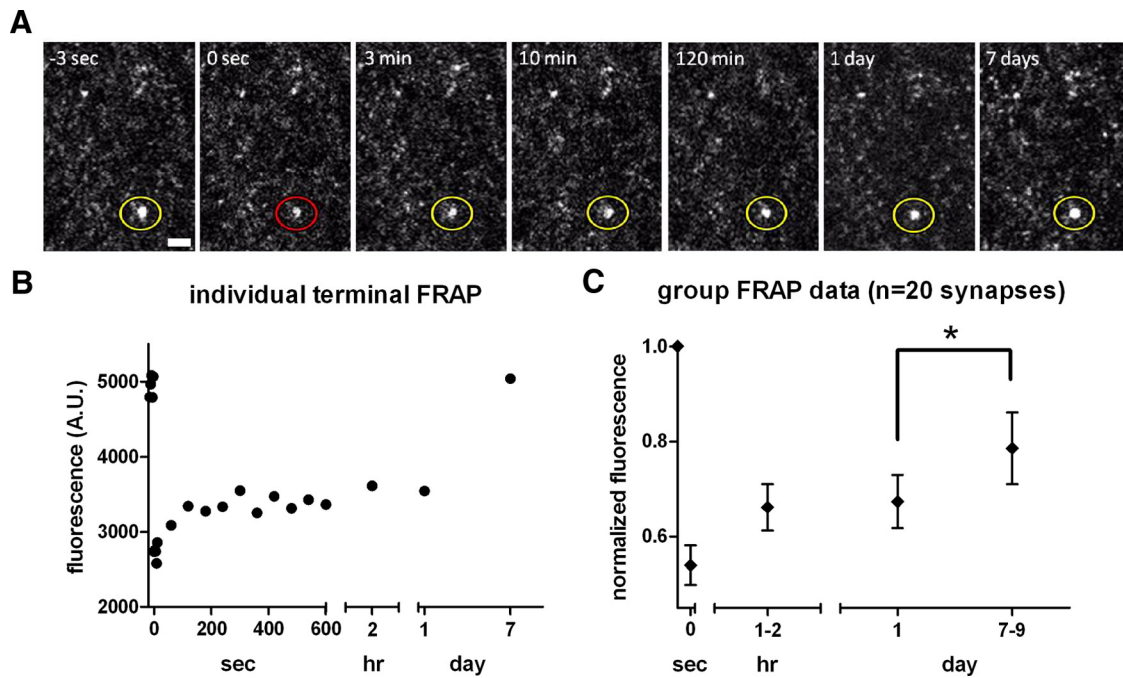 A
-3 sec
0 sec
3 min
10 min
120 min
1 day
7 days
B
individual terminal FRAP
fluorescence (A.U.)
5000
4000
3000
2000
0
200
400
600
2
1
7
sec
hr
day
C
group FRAP data (n=20 synapses)
normalized fluorescence
1.0
0.8
0.6
*
0
1-2
1
7-9
sec
hr
day